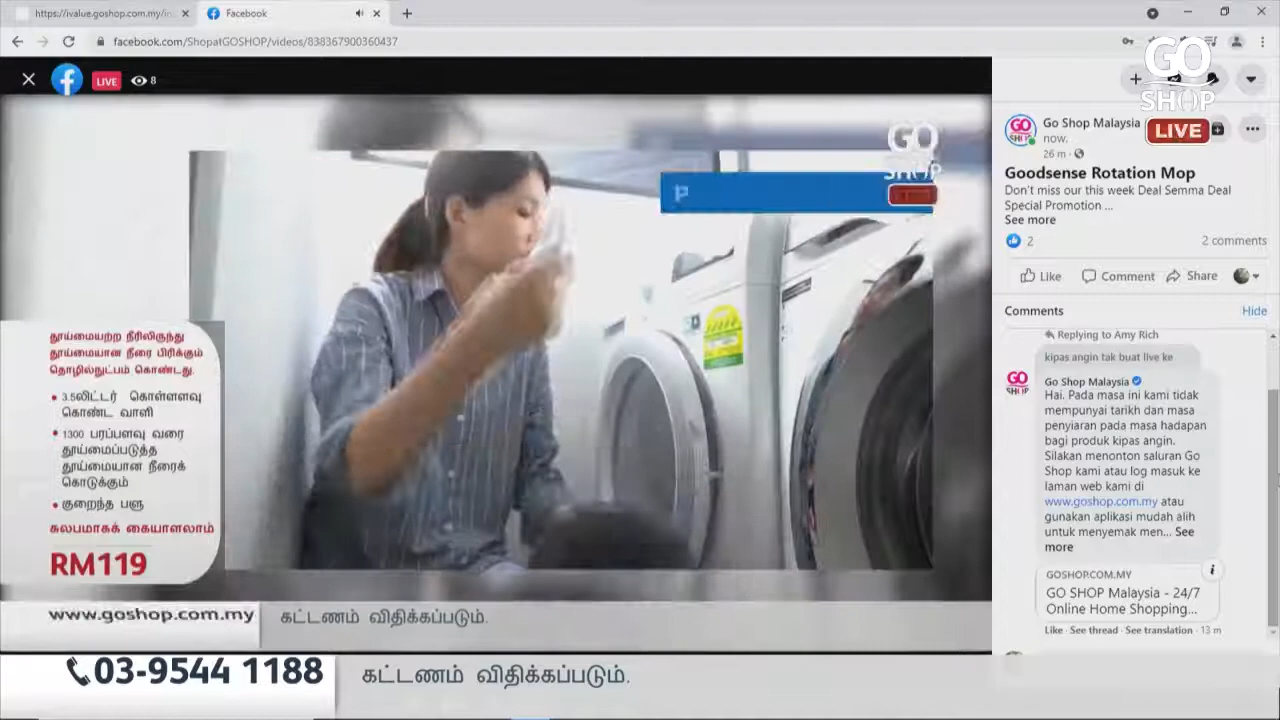 https://ivalue.goshop.com.my/in
Facebook
facebook.com/ShopatGOSHOP/videos/838367900360437
LIVE
8
GO
SHOP
LIVE
GO
SHOP
Go Shop Malaysia
now.
26 m
Goodsense Rotation Mop
Don't miss our this week Deal Semma Deal
Special Promotion ...
See more
2
2 comments
Like
Comment
Share
Comments
Hide
Replying to Amy Rich
kipas angin tak buat live ke
Go Shop Malaysia
Hai. Pada masa ini kami tidak
mempunyai tarikh dan masa
penyiaran pada masa hadapan
bagi produk kipas angin.
Silakan menonton saluran Go
Shop kami atau log masuk ke
laman web kami di
www.goshop.com.my atau
gunakan aplikasi mudah alih
untuk menyemak men... See
more
GOSHOP.COM.MY
GO SHOP Malaysia - 24/7
Online Home Shopping...
Like · See thread · See translation · 13 m
தூய்மையற்ற நீரிலிருந்து
தூய்மையான நீரை பிரிக்கும்
தொழில்நுட்பம் கொண்டது.
• 3.5லிட்டர் கொள்ளளவு
கொண்ட வாளி
• 1300 பரப்பளவு வரை
தூய்மைப்படுத்த
தூய்மையான நீரைக்
கொடுக்கும்
• குறைந்த பளு
சுலபமாகக் கையாளலாம்
RM119
www.goshop.com.my
கட்டணம் விதிக்கப்படும்.
03-9544 1188
கட்டணம் விதிக்கப்படும்.